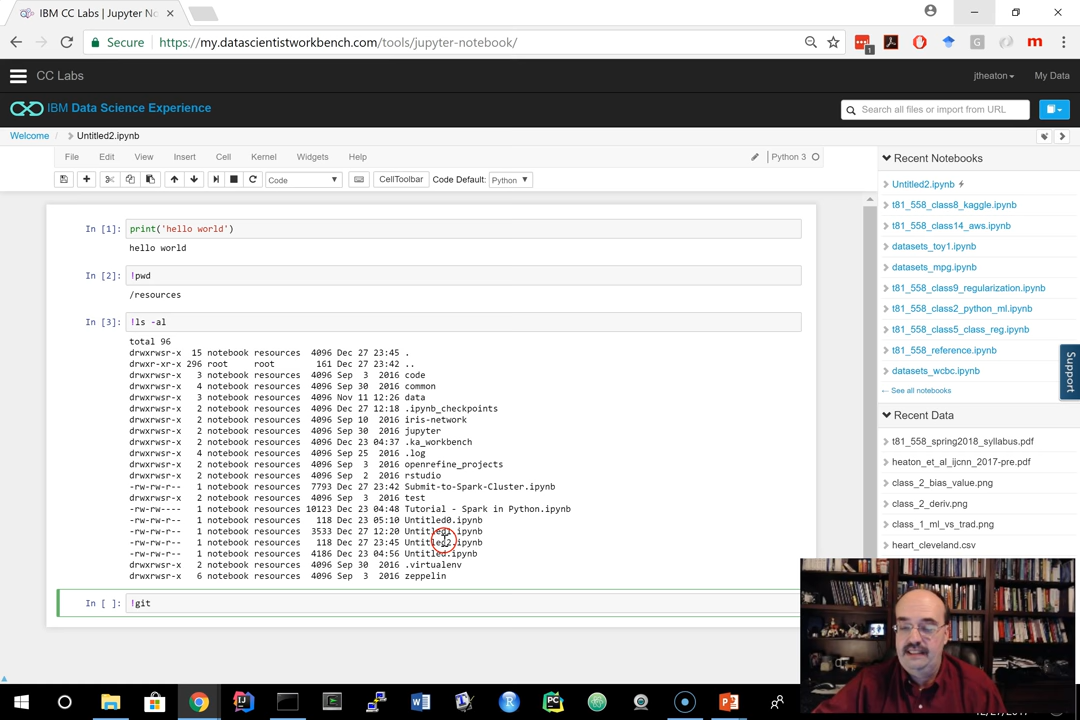 IBM CC Labs | Jupyter No
Secure
https://my.datascientistworkbench.com/tools/jupyter-notebook/
CC Labs
jtheaton
My Data
IBM Data Science Experience
Search all files or import from URL
Welcome / > Untitled2.ipynb
File Edit View Insert Cell Kernel Widgets Help
Python 3
Code
CellToolbar
Code Default: Python
In [1]: print('hello world')
hello world
In [2]: !pwd
/resources
In [3]: !ls -al
total 96
drwxrwsr-x 15 notebook resources 4096 Dec 27 23:45 .
drwxr-xr-x 296 root root 161 Dec 27 23:42 ..
drwxrwsr-x 3 notebook resources 4096 Sep 3 2016 code
drwxrwsr-x 4 notebook resources 4096 Sep 30 2016 common
drwxrwsr-x 3 notebook resources 4096 Nov 11 12:26 data
drwxrwsr-x 2 notebook resources 4096 Dec 27 12:18 .ipynb_checkpoints
drwxrwsr-x 2 notebook resources 4096 Sep 10 2016 iris-network
drwxrwsr-x 2 notebook resources 4096 Sep 30 2016 jupyter
drwxrwsr-x 2 notebook resources 4096 Dec 23 04:37 .ka_workbench
drwxrwsr-x 4 notebook resources 4096 Sep 25 2016 .log
drwxrwsr-x 2 notebook resources 4096 Sep 3 2016 openrefine_projects
drwxrwsr-x 2 notebook resources 4096 Sep 2 2016 rstudio
-rw-rw-r-- 1 notebook resources 7793 Dec 27 23:42 Submit-to-Spark-Cluster.ipynb
drwxrwsr-x 2 notebook resources 4096 Sep 3 2016 test
-rw-rw---- 1 notebook resources 10123 Dec 23 04:48 Tutorial - Spark in Python.ipynb
-rw-rw-r-- 1 notebook resources 118 Dec 23 05:10 Untitled0.ipynb
-rw-rw-r-- 1 notebook resources 3533 Dec 27 12:20 Untitled1.ipynb
-rw-rw-r-- 1 notebook resources 118 Dec 27 23:45 Untitled2.ipynb
-rw-rw-r-- 1 notebook resources 4186 Dec 23 04:56 Untitled.ipynb
drwxrwsr-x 2 notebook resources 4096 Sep 30 2016 .virtualenv
drwxrwsr-x 6 notebook resources 4096 Sep 3 2016 zeppelin
In [ ]: !git
Recent Notebooks
Untitled2.ipynb
t81_558_class8_kaggle.ipynb
t81_558_class14_aws.ipynb
datasets_toy1.ipynb
datasets_mpg.ipynb
t81_558_class9_regularization.ipynb
t81_558_class2_python_ml.ipynb
t81_558_class5_class_reg.ipynb
t81_558_reference.ipynb
datasets_wcbc.ipynb
← See all notebooks
Support
Recent Data
t81_558_spring2018_syllabus.pdf
heaton_et_al_ijcnn_2017-pre.pdf
class_2_bias_value.png
class_2_deriv.png
class_1_ml_vs_trad.png
heart_cleveland.csv